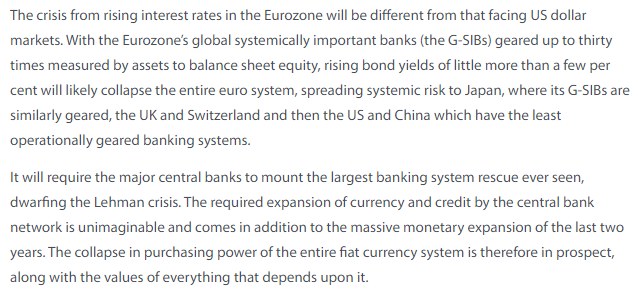 The crisis from rising interest rates in the Eurozone will be different from that facing US dollar
markets. With the Eurozone's global systemically important banks (the G-SIBs) geared up to thirty
times measured by assets to balance sheet equity, rising bond yields of little more than a few per
cent will likely collapse the entire euro system, spreading systemic risk to Japan, where its G-SIBs are
similarly geared, the UK and Switzerland and then the US and China which have the least
operationally geared banking systems.
It will require the major central banks to mount the largest banking system rescue ever seen,
dwarfing the Lehman crisis. The required expansion of currency and credit by the central bank
network is unimaginable and comes in addition to the massive monetary expansion of the last two
years. The collapse in purchasing power of the entire fiat currency system is therefore in prospect,
along with the values of everything that depends upon it.